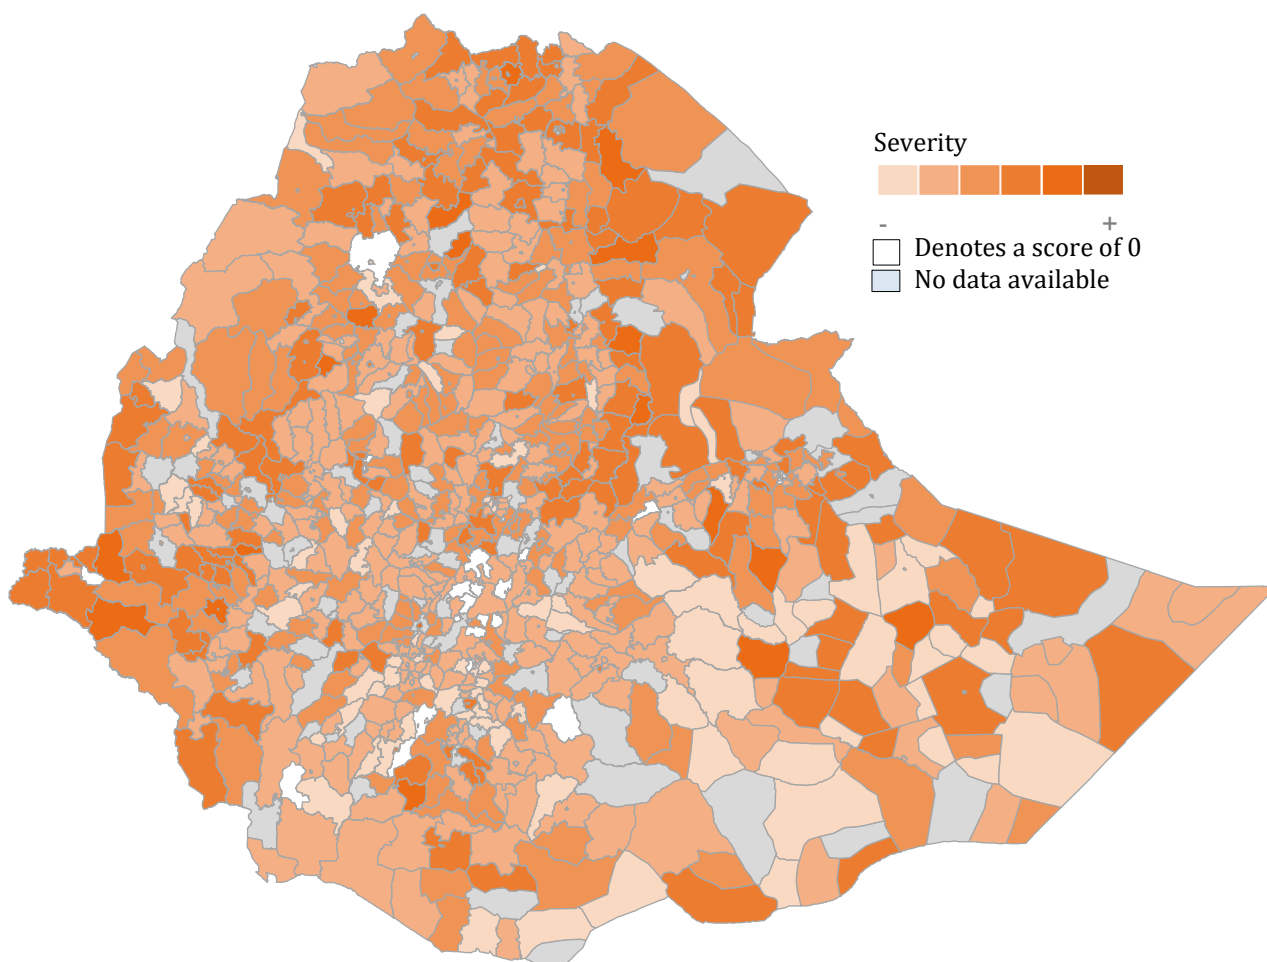 Severity
- +
Denotes a score of 0
No data available